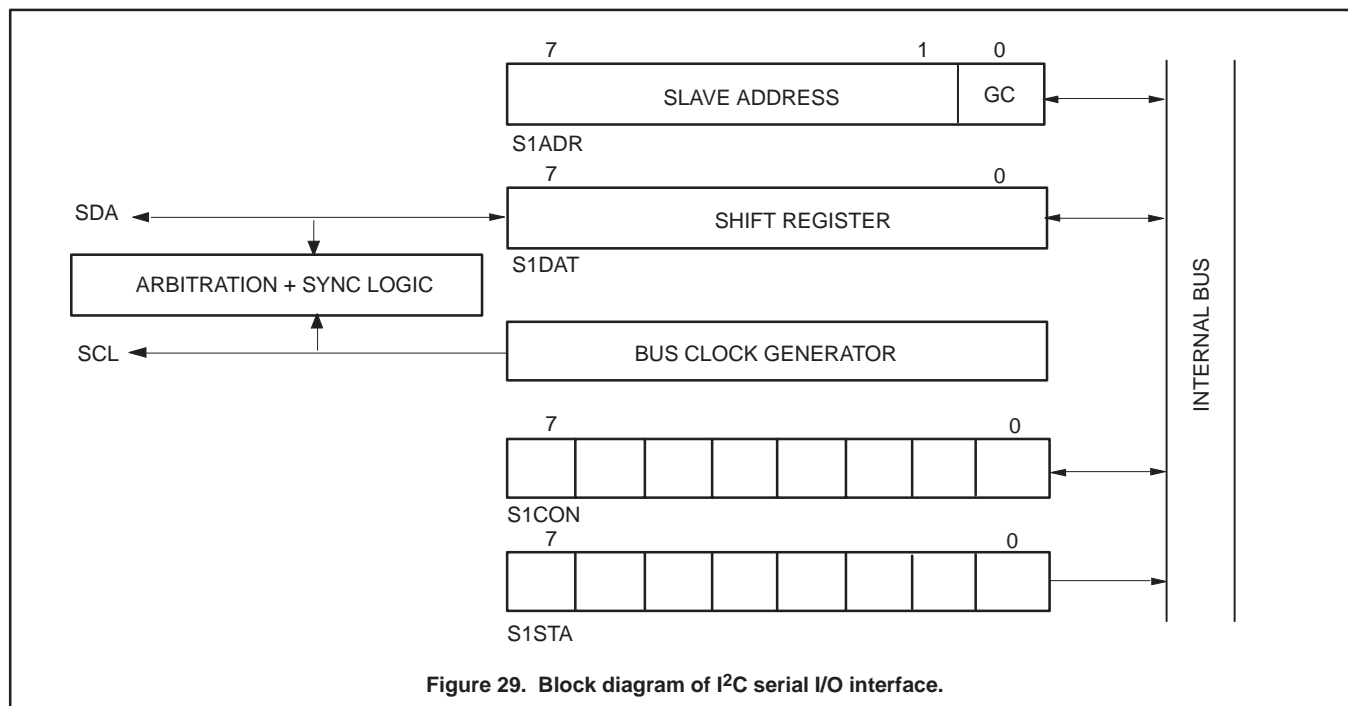 7 1 0
SLAVE ADDRESS GC
S1ADR
7 0
SDA
SHIFT REGISTER
S1DAT
ARBITRATION + SYNC LOGIC
SCL
BUS CLOCK GENERATOR
INTERNAL BUS
7 0
S1CON
7 0
S1STA
Figure 29. Block diagram of I²C serial I/O interface.